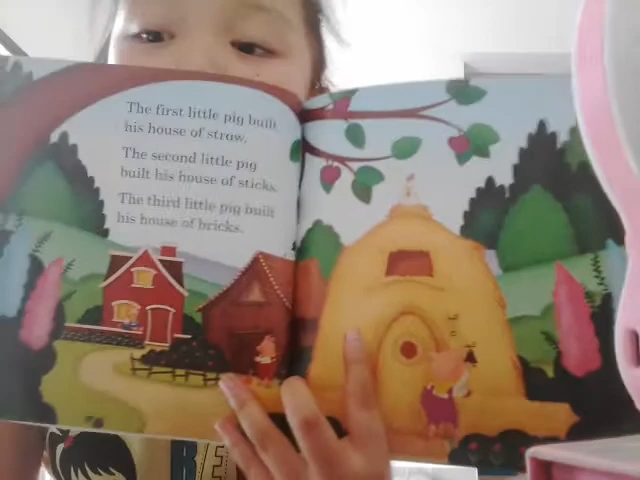 The first little pig built
his house of straw.
The second little pig
built his house of sticks.
The third little pig built
his house of bricks.